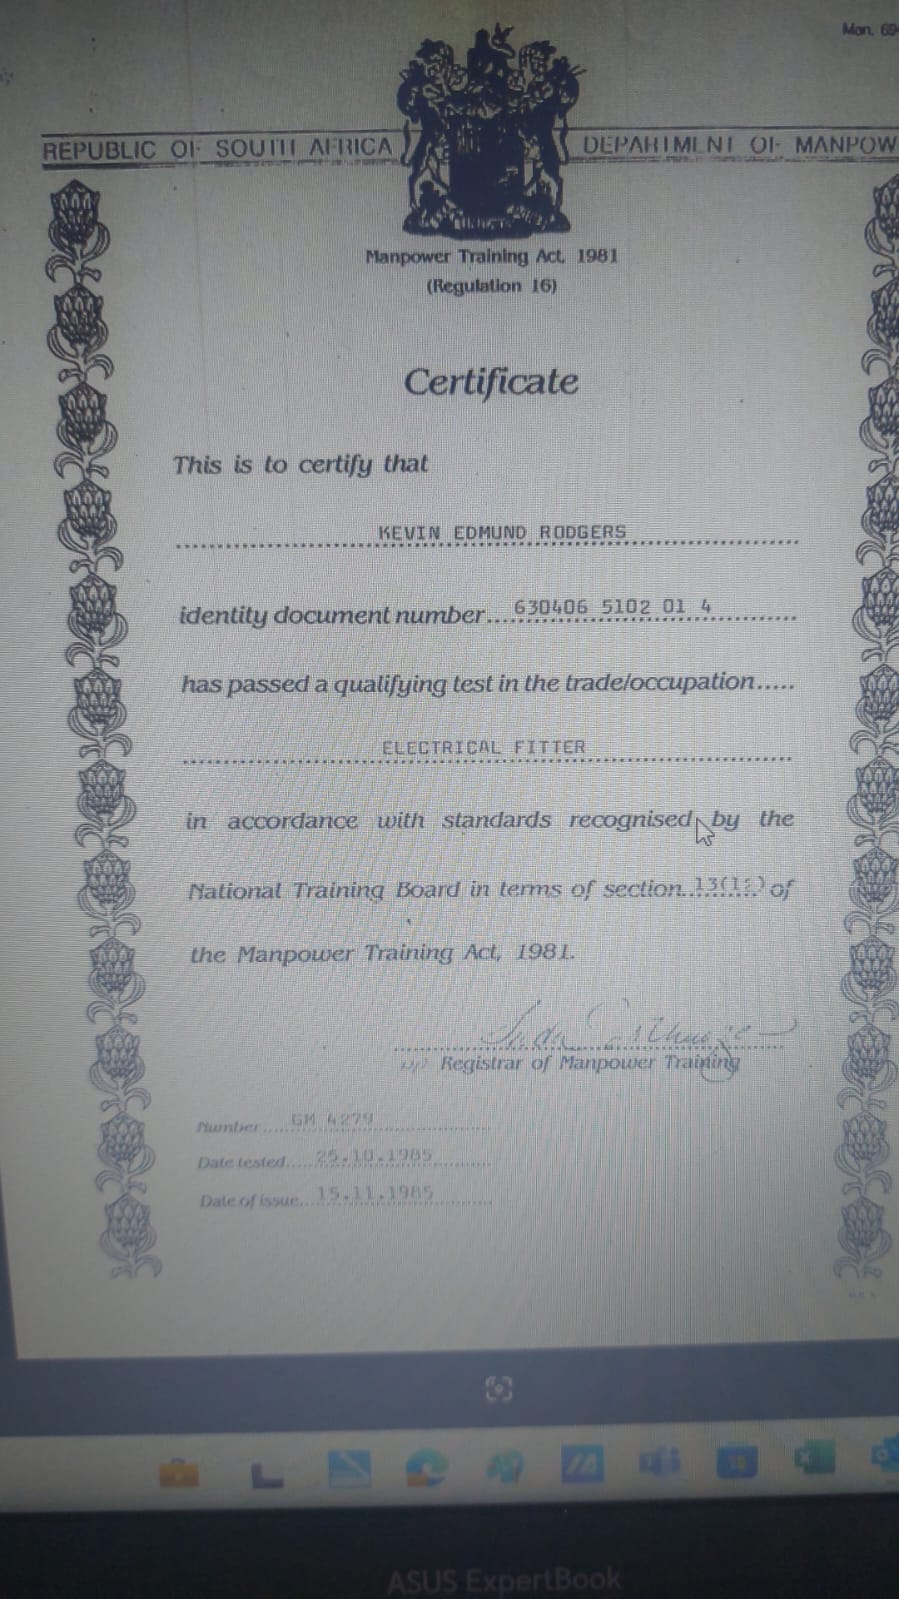 Man. 69
REPUBLIC OF SOUTH AFRICA DEPARTMENT OF MANPOW
Manpower Training Act, 1981
(Regulation 16)
Certificate
This is to certify that
KEVIN EDMUND RODGERS
identity document number 630406 5102 01 4
has passed a qualifying test in the trade/occupation
ELECTRICAL FITTER
in accordance with standards recognised by the
National Training Board in terms of section of
the Manpower Training Act, 1981.
Registrar of Manpower Training
Number GM 4279
Date tested 25.10.1985
Date of issue 15.11.1985
ASUS ExpertBook